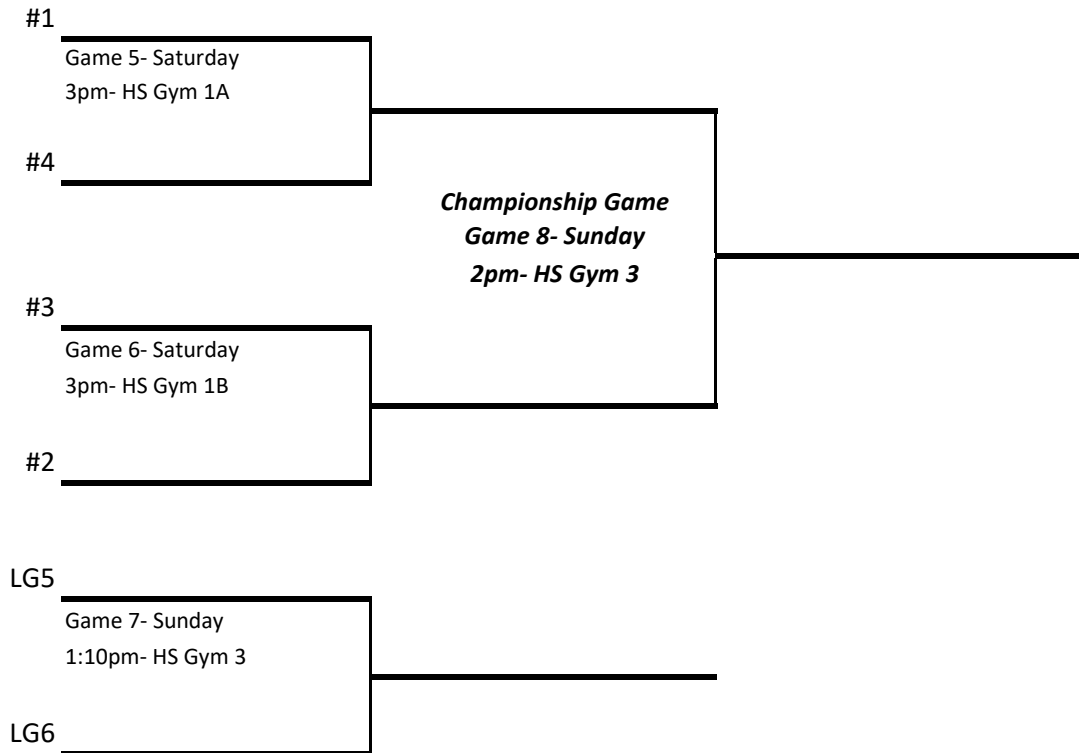 #1
Game 5- Saturday
3pm- HS Gym 1A
#4
Championship Game
Game 8- Sunday
2pm- HS Gym 3
#3
Game 6- Saturday
3pm- HS Gym 1B
#2
LG5
Game 7- Sunday
1:10pm- HS Gym 3
LG6